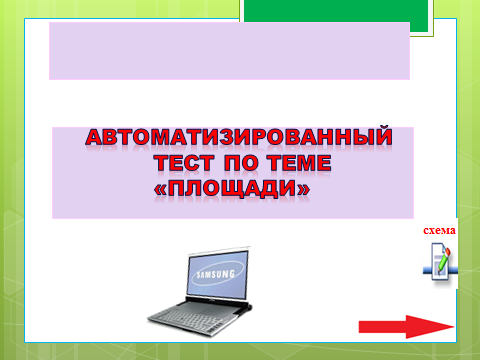 АВТОМАТИЗИРОВАННЫЙ
ТЕСТ ПО ТЕМЕ
«ПЛОЩАДИ»
схема
SAMSUNG